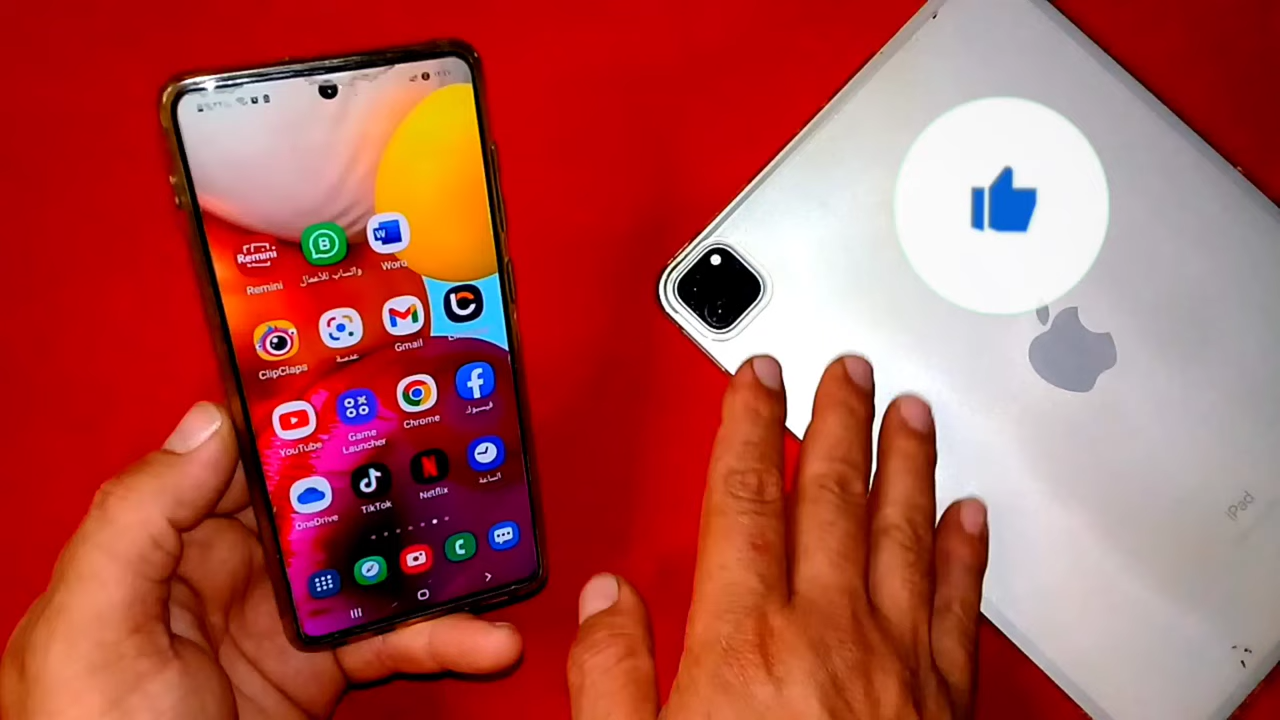 Remini
Remini
واتساب للأعمال
Word
ClipClaps
عدسة
Gmail
YouTube
Game
Launcher
Chrome
فيسبوك
OneDrive
TikTok
Netflix
الساعة
iPad